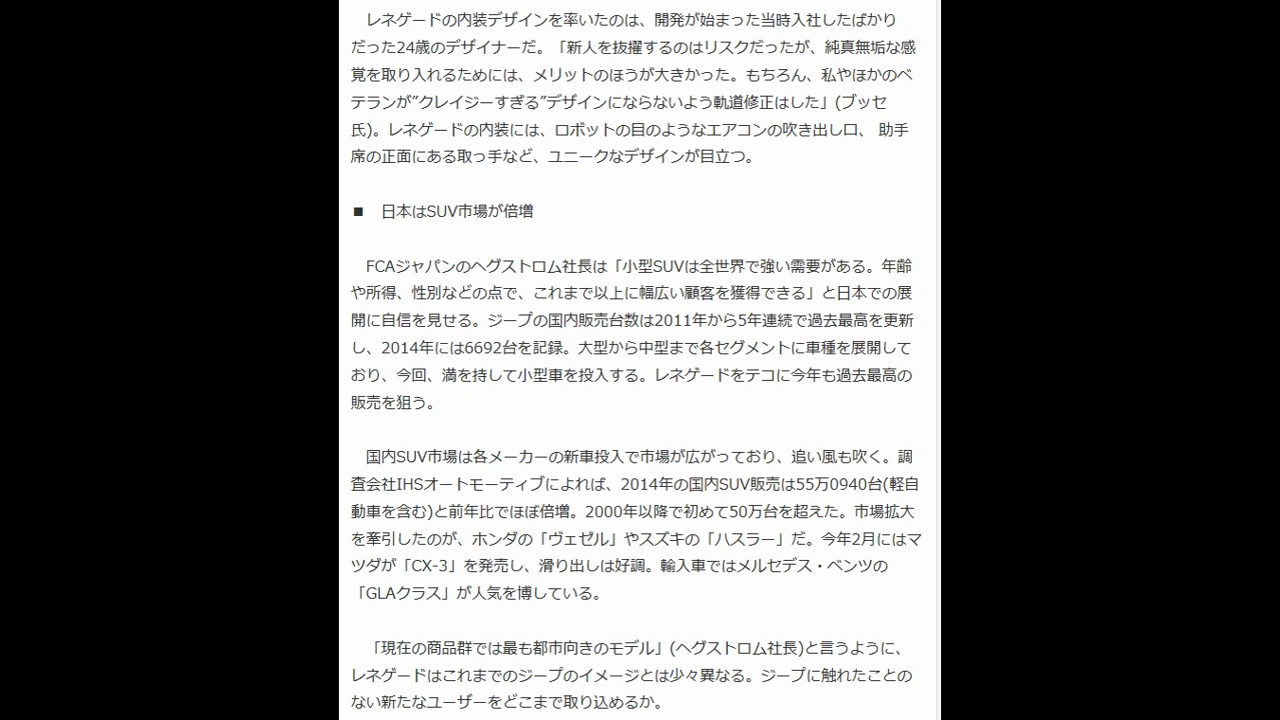 レネゲードの内装デザインを率いたのは、開発が始まった当時入社したばかり
だった24歳のデザイナーだ。「新人を抜擢するのはリスクだったが、純真無垢な感
覚を取り入れるためには、メリットのほうが大きかった。もちろん、私やほかのベ
テランが”クレイジーすぎる”デザインにならないよう軌道修正はした」(ブッセ
氏)。レネゲードの内装には、ロボットの目のようなエアコンの吹き出し口、 助手
席の正面にある取っ手など、ユニークなデザインが目立つ。
■　日本はSUV市場が倍増
FCAジャパンのヘグストロム社長は「小型SUVは全世界で強い需要がある。年齢
や所得、性別などの点で、これまで以上に幅広い顧客を獲得できる」と日本での展
開に自信を見せる。ジープの国内販売台数は2011年から5年連続で過去最高を更新
し、2014年には6692台を記録。大型から中型まで各セグメントに車種を展開して
おり、今回、満を持して小型車を投入する。レネゲードをテコに今年も過去最高の
販売を狙う。
国内SUV市場は各メーカーの新車投入で市場が広がっており、追い風も吹く。調
査会社IHSオートモーティブによれば、2014年の国内SUV販売は55万0940台(軽自
動車を含む)と前年比でほぼ倍増。2000年以降で初めて50万台を超えた。市場拡大
を牽引したのが、ホンダの「ヴェゼル」やスズキの「ハスラー」だ。今年2月にはマ
ツダが「CX-3」を発売し、滑り出しは好調。輸入車ではメルセデス・ベンツの
「GLAクラス」が人気を博している。
「現在の商品群では最も都市向きのモデル」(ヘグストロム社長)と言うように、
レネゲードはこれまでのジープのイメージとは少々異なる。ジープに触れたことの
ない新たなユーザーをどこまで取り込めるか。